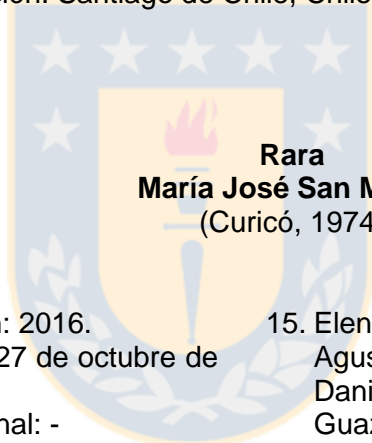 Santiago de Chile, Chile
Rara
María José San M
(Curicó, 1974
: 2016.
27 de octubre de
nal: -
15. Elen
Agus
Dani
Gua